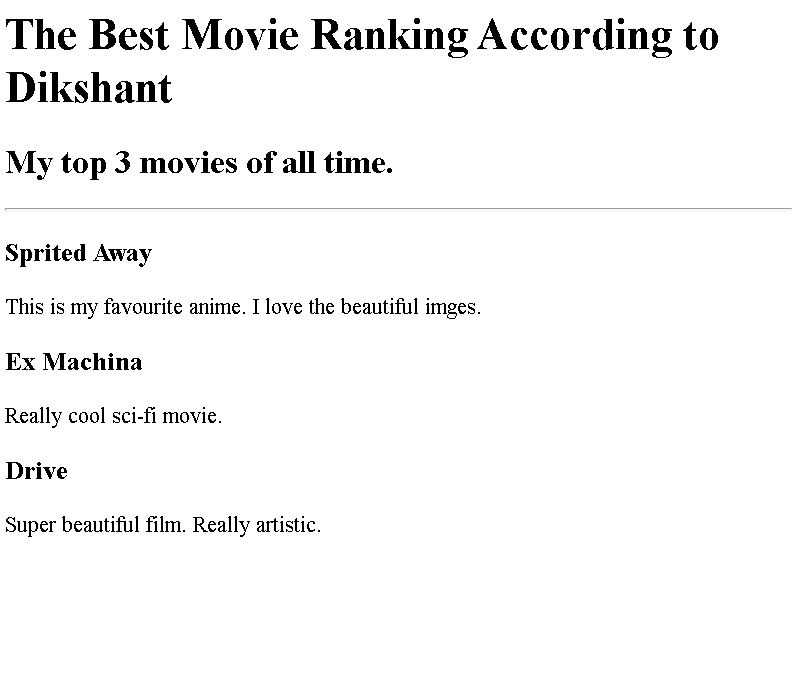 The Best Movie Ranking According to
Dikshant
My top 3 movies of all time.
Sprited Away
This is my favourite anime. I love the beautiful imges.
Ex Machina
Really cool sci-fi movie.
Drive
Super beautiful film. Really artistic.